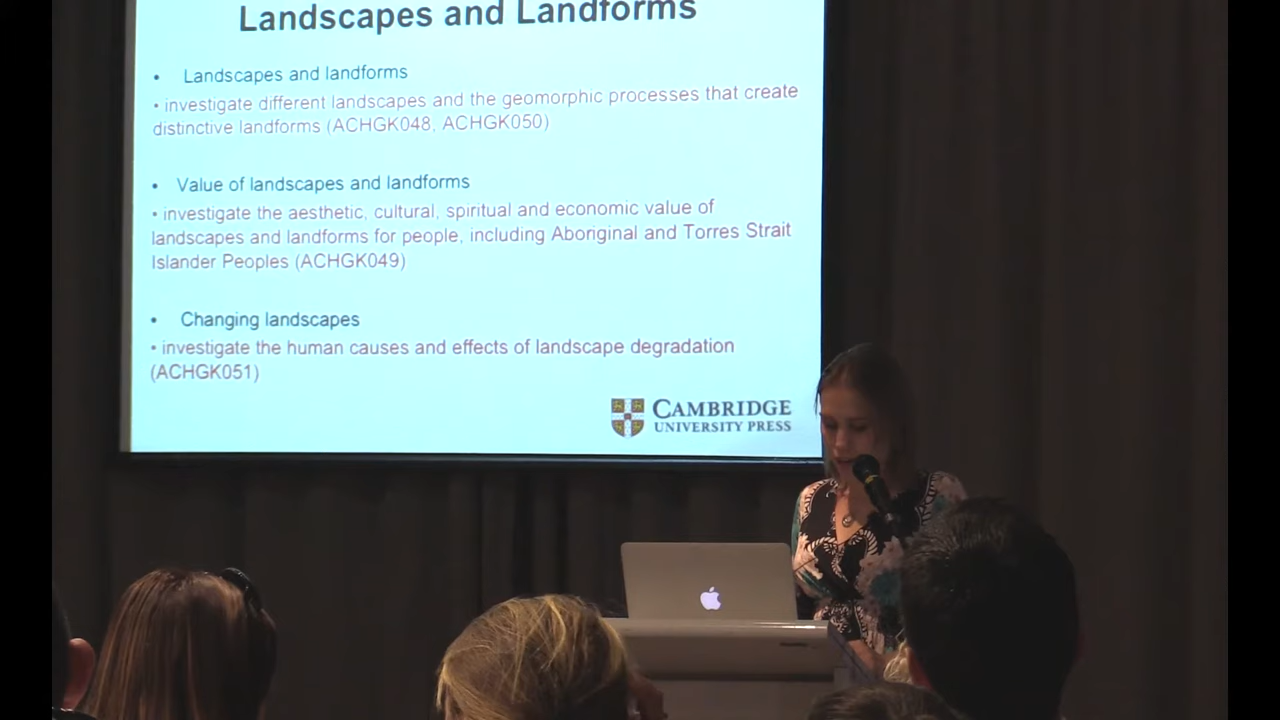 Landscapes and Landforms
• Landscapes and landforms
• investigate different landscapes and the geomorphic processes that create
distinctive landforms (ACHGK048, ACHGK050)
• Value of landscapes and landforms
• investigate the aesthetic, cultural, spiritual and economic value of
landscapes and landforms for people, including Aboriginal and Torres Strait
Islander Peoples (ACHGK049)
• Changing landscapes
• investigate the human causes and effects of landscape degradation
(ACHGK051)
CAMBRIDGE
UNIVERSITY PRESS